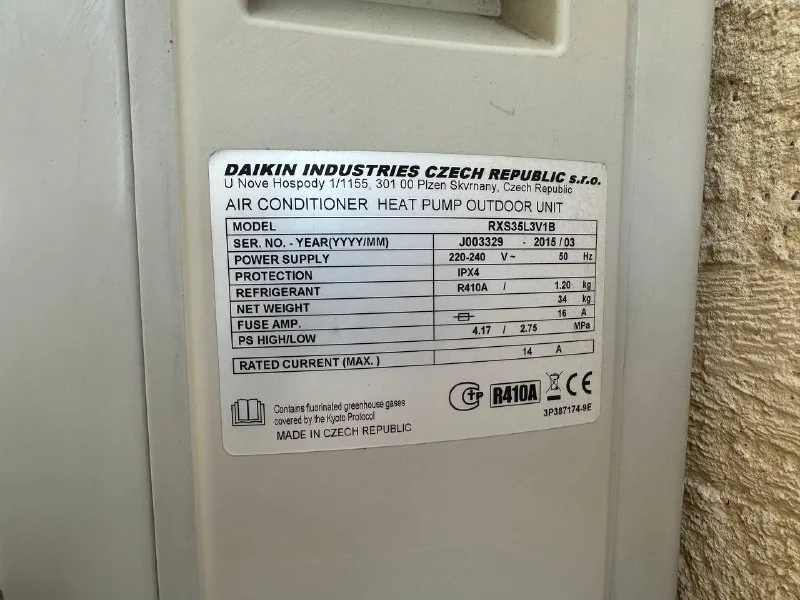 DAIKIN INDUSTRIES CZECH REPUBLIC s.r.o.
U Nove Hospody 1/1155, 301 00 Plzen Skvrnany, Czech Republic
AIR CONDITIONER HEAT PUMP OUTDOOR UNIT
MODEL RXS35L3V1B
SER. NO. - YEAR(YYYY/MM) J003329 - 2015 / 03
POWER SUPPLY 220-240 V ~ 50 Hz
PROTECTION IPX4
REFRIGERANT R410A / 1.20 kg
NET WEIGHT 34 kg
FUSE AMP. 16 A
PS HIGH/LOW 4.17 / 2.75 MPa
RATED CURRENT (MAX.) 14 A
Contains fluorinated greenhouse gases
covered by the Kyoto Protocol
MADE IN CZECH REPUBLIC
R410A CE
3P387174-9E